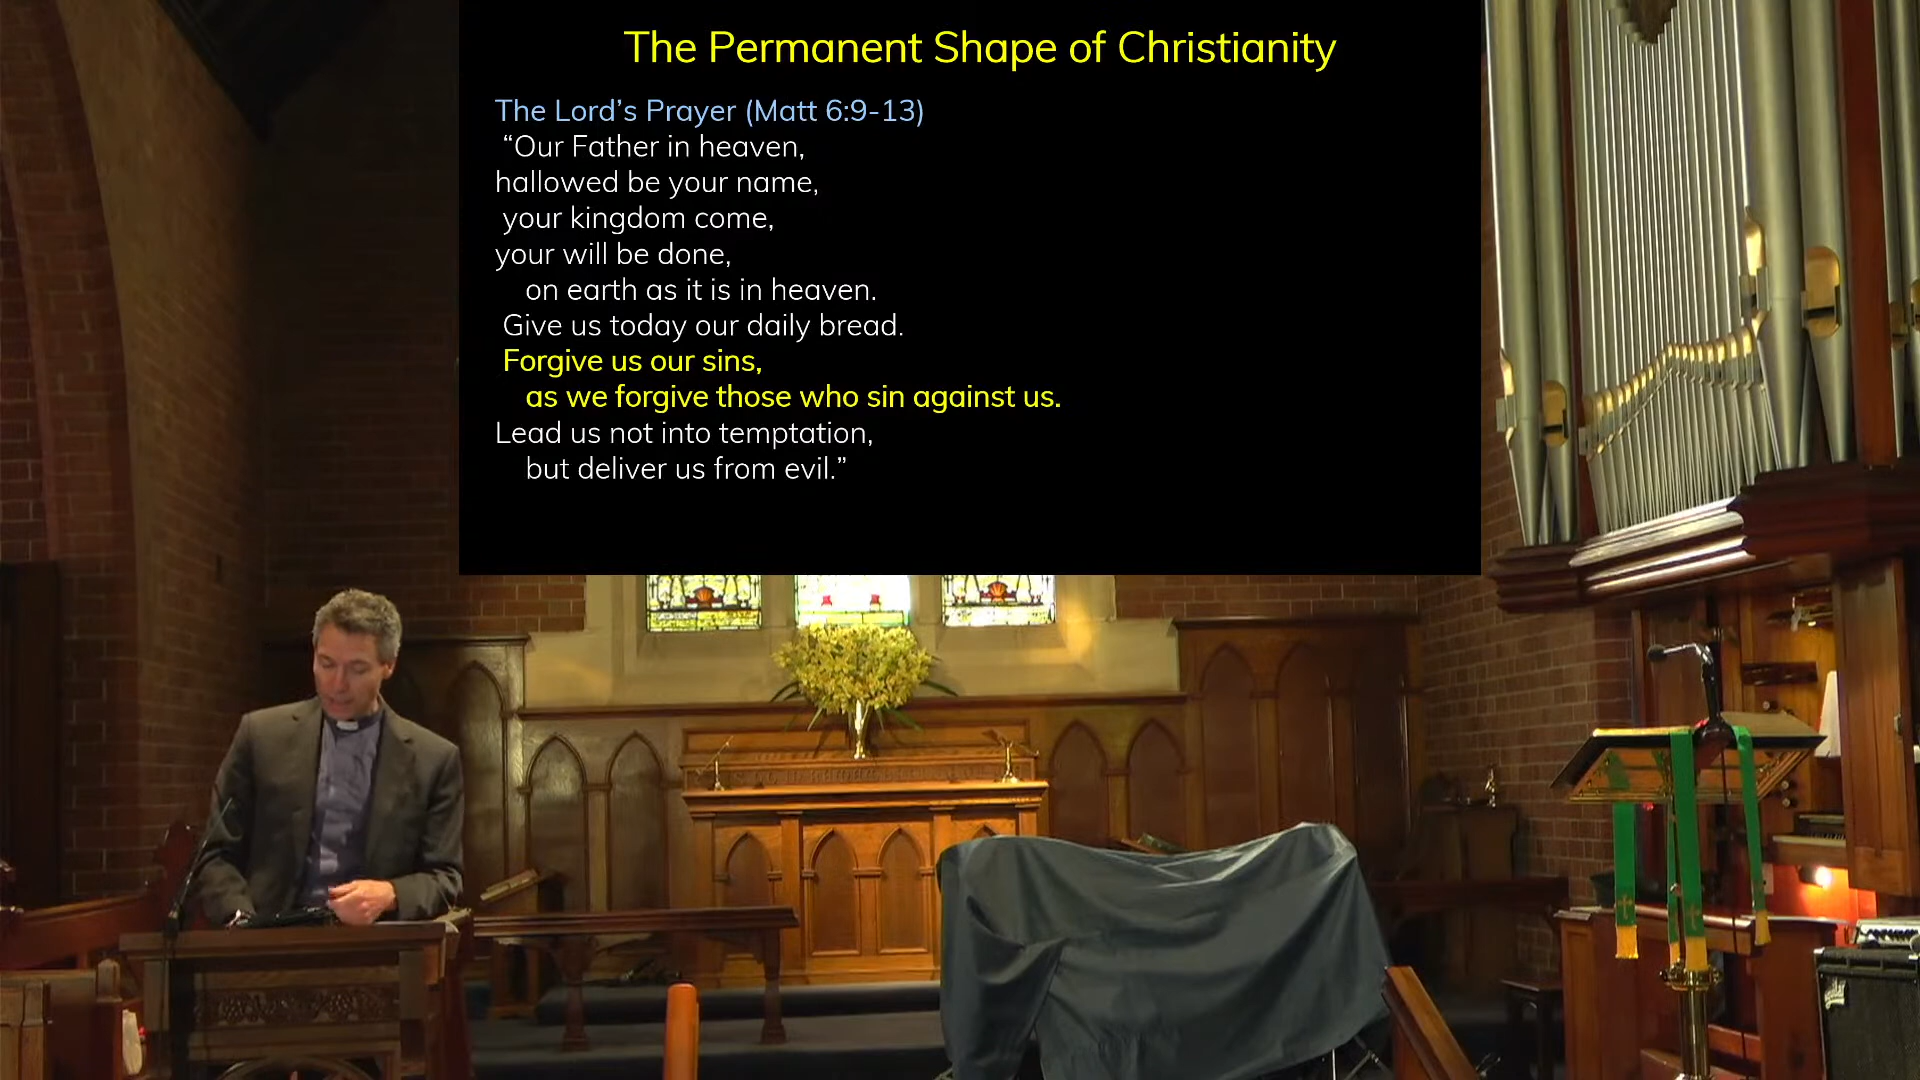 The Permanent Shape of Christianity
The Lord’s Prayer (Matt 6:9-13)
“Our Father in heaven,
hallowed be your name,
your kingdom come,
your will be done,
on earth as it is in heaven.
Give us today our daily bread.
Forgive us our sins,
as we forgive those who sin against us.
Lead us not into temptation,
but deliver us from evil.”